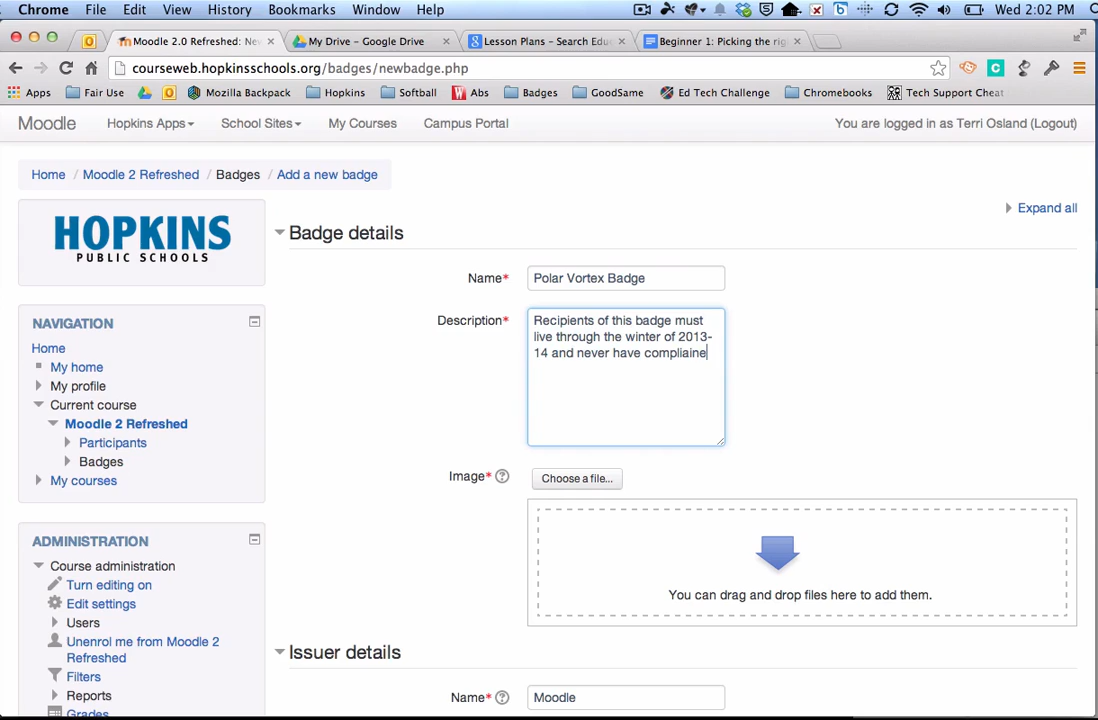 Chrome File Edit View History Bookmarks Window Help Wed 2:02 PM
Moodle 2.0 Refreshed: Nev My Drive - Google Drive Lesson Plans - Search Edu Beginner 1: Picking the rig
courseweb.hopkinsschools.org/badges/newbadge.php
Apps Fair Use Mozilla Backpack Hopkins Softball Abs Badges GoodSame Ed Tech Challenge Chromebooks Tech Support Cheat
Moodle Hopkins Apps School Sites My Courses Campus Portal You are logged in as Terri Osland (Logout)
Home / Moodle 2 Refreshed / Badges / Add a new badge
Expand all
HOPKINS
PUBLIC SCHOOLS
Badge details
Name* Polar Vortex Badge
Description* Recipients of this badge must
live through the winter of 2013-
14 and never have compliaine
NAVIGATION
Home
My home
My profile
Current course
Moodle 2 Refreshed
Participants
Badges
My courses
Image* Choose a file...
You can drag and drop files here to add them.
ADMINISTRATION
Course administration
Turn editing on
Edit settings
Users
Unenrol me from Moodle 2
Refreshed
Filters
Reports
Grades
Issuer details
Name* Moodle